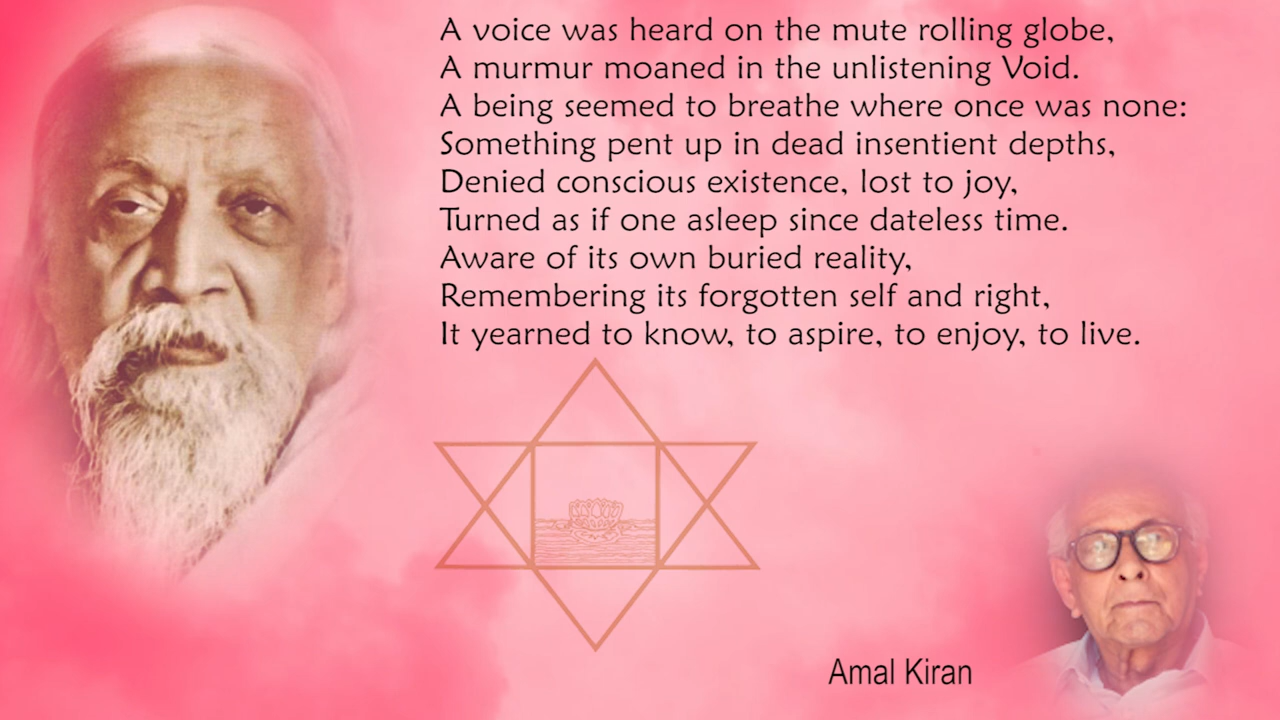 A voice was heard on the mute rolling globe,
A murmur moaned in the unlistening Void.
A being seemed to breathe where once was none:
Something pent up in dead insentient depths,
Denied conscious existence, lost to joy,
Turned as if one asleep since dateless time.
Aware of its own buried reality,
Remembering its forgotten self and right,
It yearned to know, to aspire, to enjoy, to live.
Amal Kiran